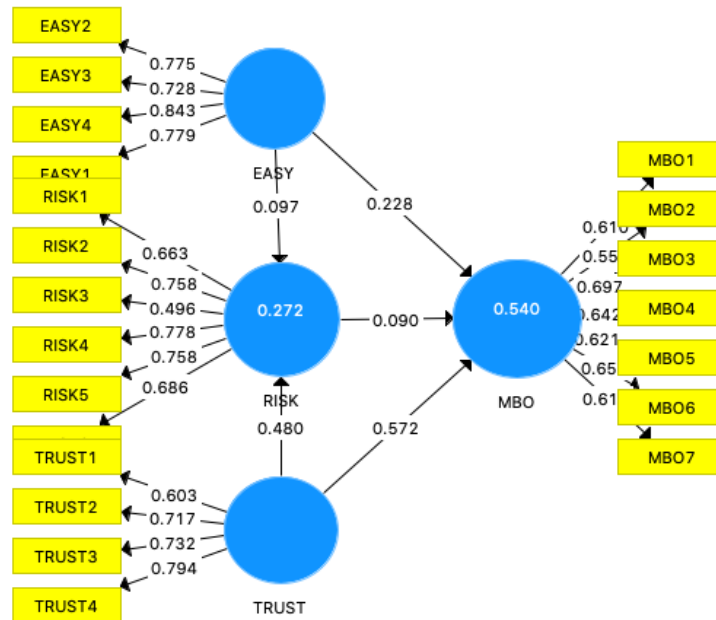 EASY2
EASY3
EASY4
EASY1
0.775
0.728
0.843
0.779
EASY
0.097
0.228
RISK1
RISK2
RISK3
RISK4
RISK5
0.663
0.758
0.496
0.778
0.758
0.686
0.272
RISK
0.090
0.480
0.572
TRUST1
TRUST2
TRUST3
TRUST4
0.603
0.717
0.732
0.794
TRUST
0.540
MBO
0.697
0.642
0.621
MBO1
MBO2
MBO3
MBO4
MBO5
MBO6
MBO7